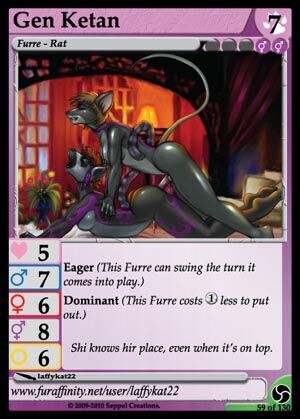 Gen Ketan
7
Furre - Rat
5
7
6
8
6
Eager (This Furre can swing the turn it
comes into play.)
Dominant (This Furre costs 1 less to put
out.)
Shi knows hir place, even when it's on top.
laffykat22
www.furaffinity.net/user/laffykat22
© 2009-2010 Seppel Creations.
59 of 130